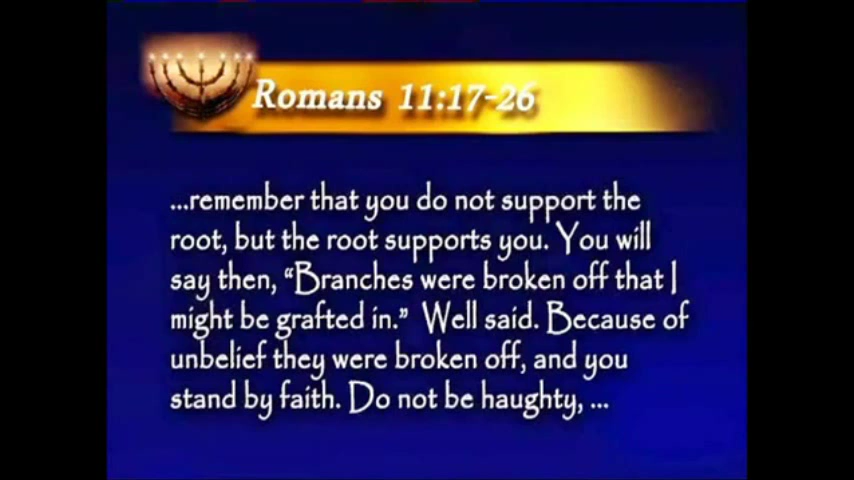 Romans 11:17-26
...remember that you do not support the
root, but the root supports you. You will
say then, “Branches were broken off that I
might be grafted in.” Well said. Because of
unbelief they were broken off, and you
stand by faith. Do not be haughty, ...